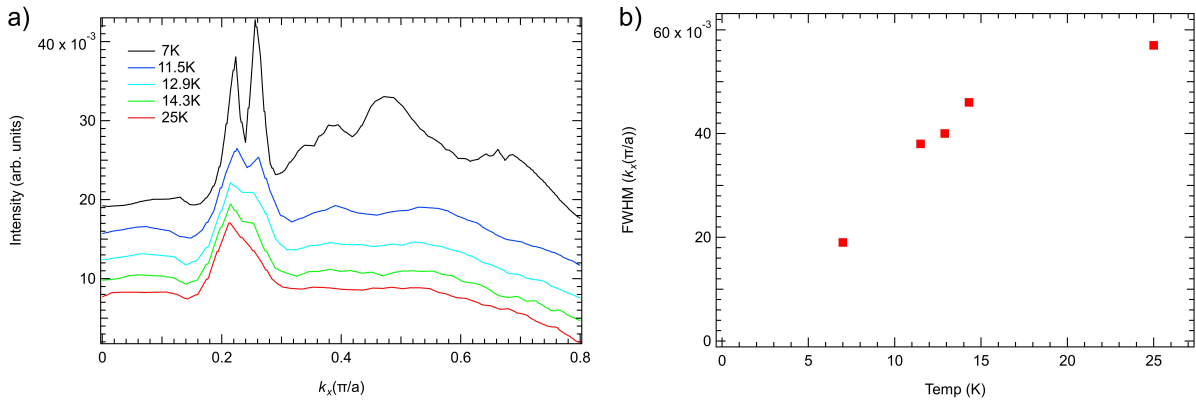 a)
40 x 10⁻³
30
20
10
Intensity (arb. units)
7K
11.5K
12.9K
14.3K
25K
0
0.2
0.4
0.6
0.8
kₓ(π/a)
b)
60 x 10⁻³
40
20
0
FWHM (kₓ(π/a))
0
5
10
15
20
25
Temp (K)